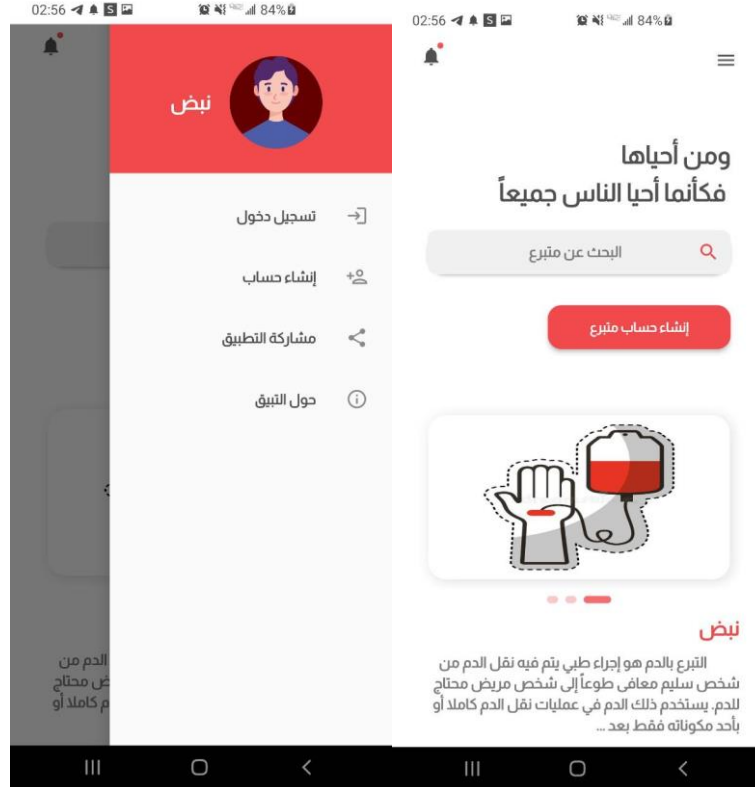 02:56 S 84%
نبض
تسجيل دخول
إنشاء حساب
مشاركة التطبيق
حول التبيق
الدم من
ض محتاج
م كاملا أو
02:56 S 84%
ومن أحياها
فكأنما أحيا الناس جميعاً
البحث عن متبرع
إنشاء حساب متبرع
نبض
التبرع بالدم هو إجراء طبي يتم فيه نقل الدم من
شخص سليم معافى طوعاً إلى شخص مريض محتاج
للدم. يستخدم ذلك الدم في عمليات نقل الدم كاملا أو
بأحد مكوناته فقط بعد ...